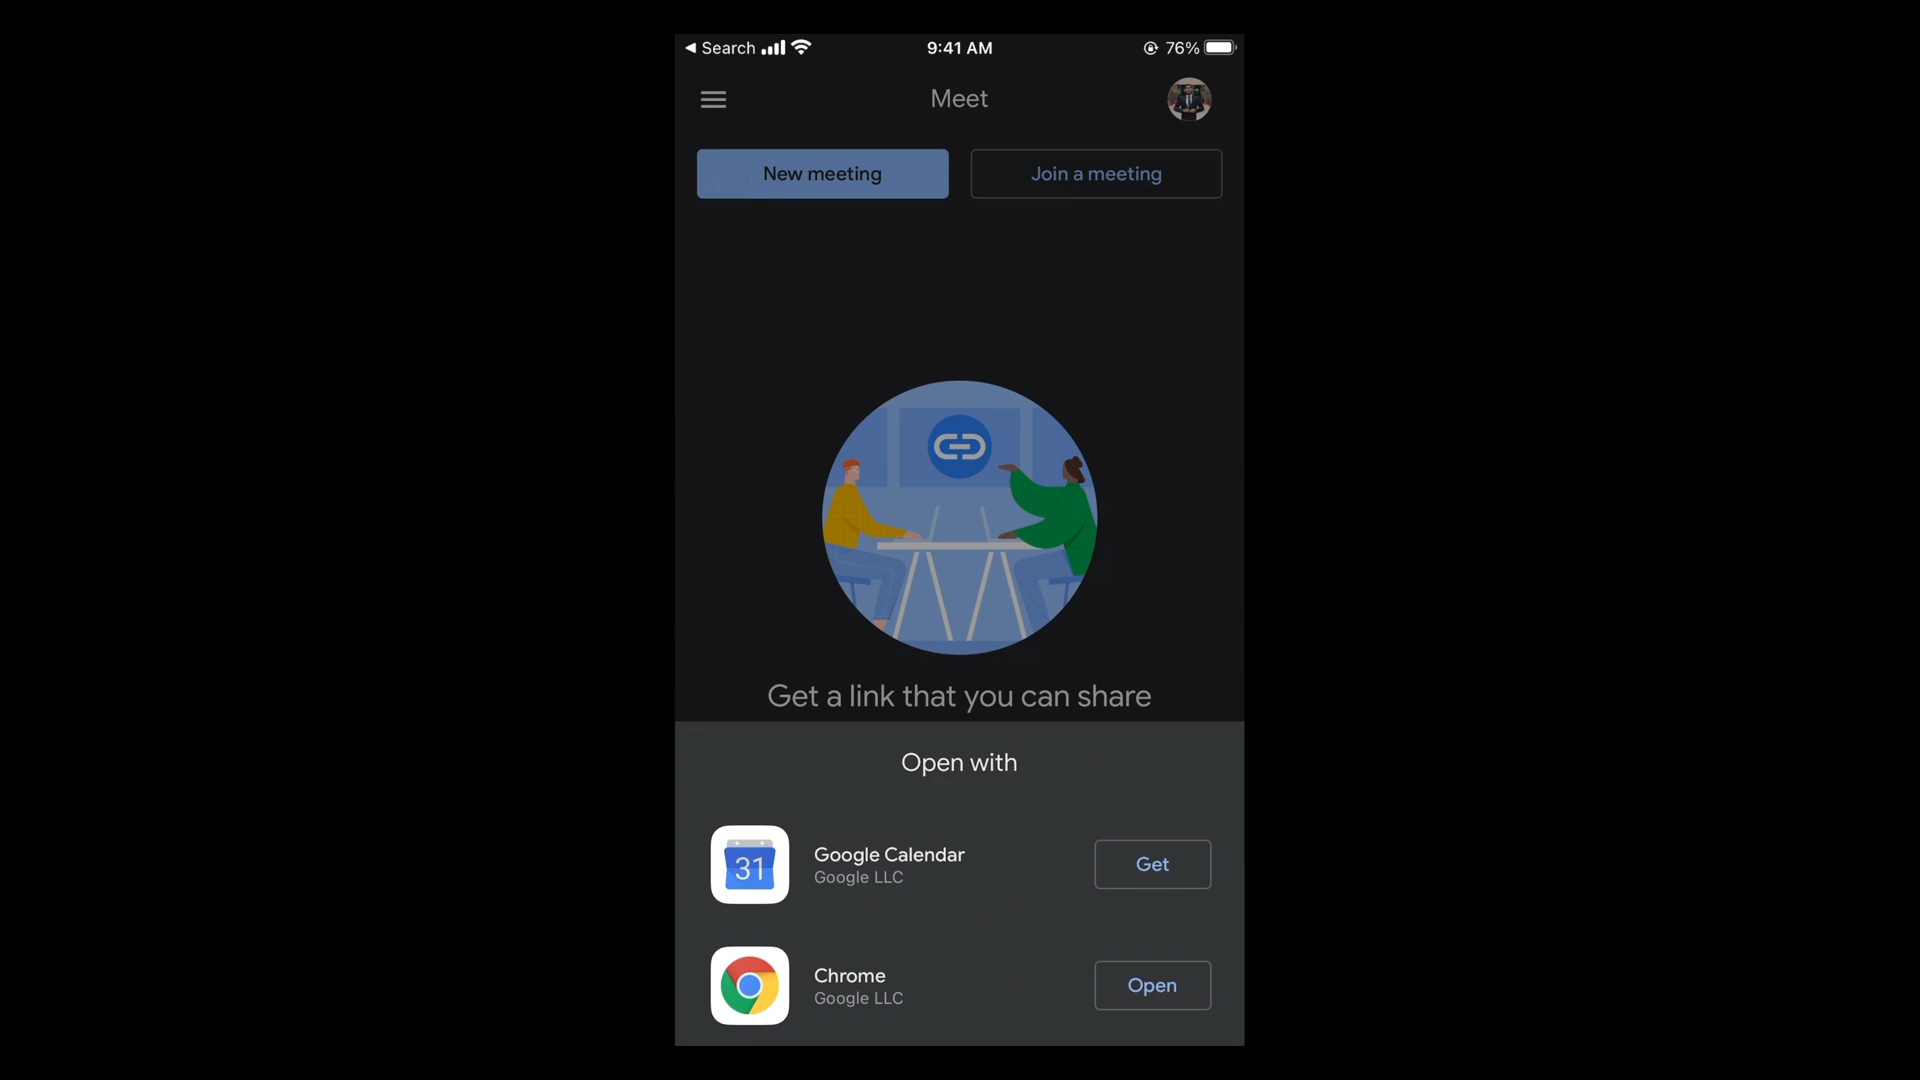 Search
9:41 AM
76%
Meet
New meeting
Join a meeting
Get a link that you can share
Open with
31
Google Calendar
Google LLC
Get
Chrome
Google LLC
Open